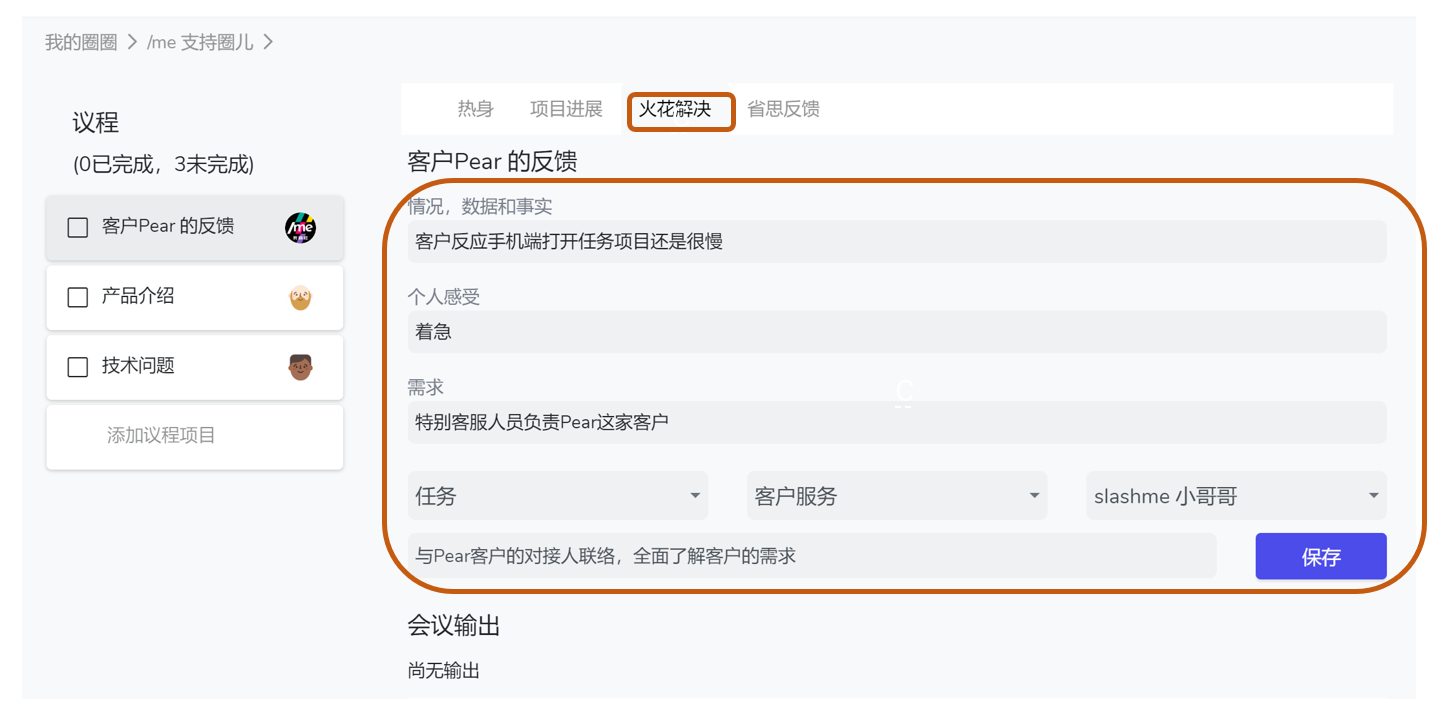 我的圈圈 > /me 支持圈儿 >
议程
(0已完成，3未完成)
客户Pear 的反馈
/me
产品介绍
技术问题
添加议程项目
热身 项目进展 火花解决 省思反馈
客户Pear 的反馈
情况，数据和事实
客户反应手机端打开任务项目还是很慢
个人感受
着急
需求
C
特别客服人员负责Pear这家客户
任务 客户服务 slashme 小哥哥
与Pear客户的对接人联络，全面了解客户的需求
保存
会议输出
尚无输出